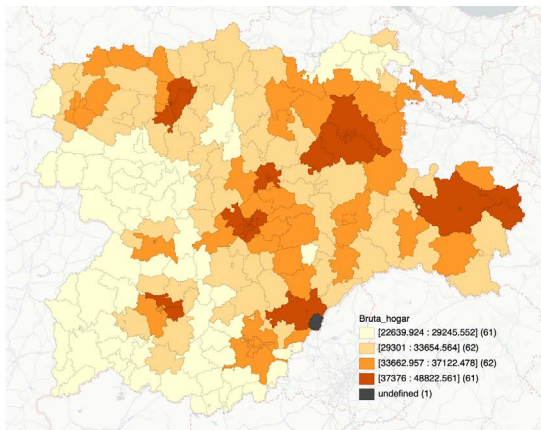 Bruta_hogar
[22639.924 : 29245.552] (61)
[29301 : 33654.564] (62)
[33662.957 : 37122.478] (62)
[37376 : 48822.561] (61)
undefined (1)